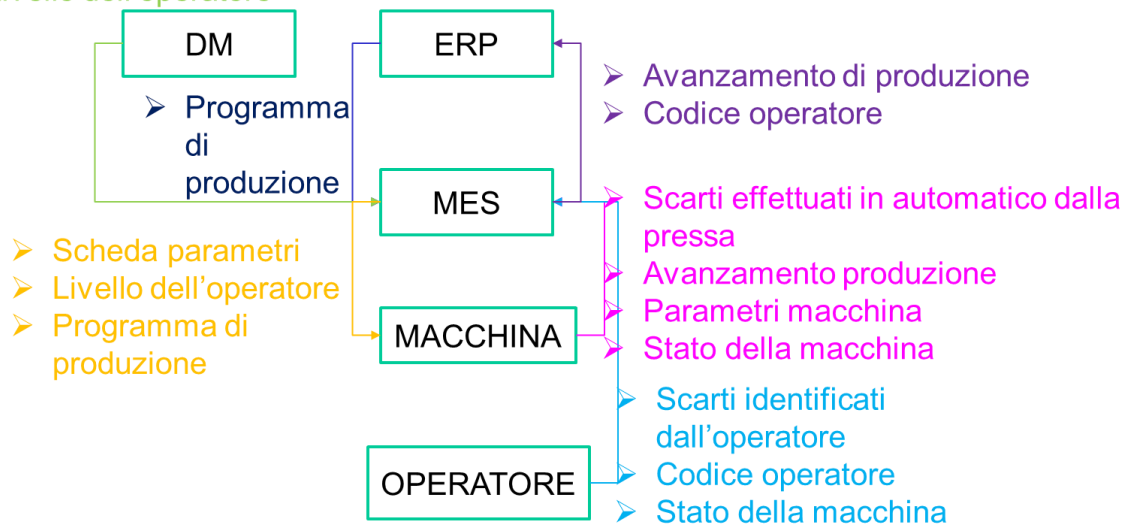 DM
ERP
Avanzamento di produzione
Codice operatore
Programma
di
produzione
MES
Scarti effettuati in automatico dalla
pressa
Avanzamento produzione
Parametri macchina
Stato della macchina
Scheda parametri
Livello dell'operatore
Programma di
produzione
MACCHINA
Scarti identificati
dall'operatore
Codice operatore
Stato della macchina
OPERATORE